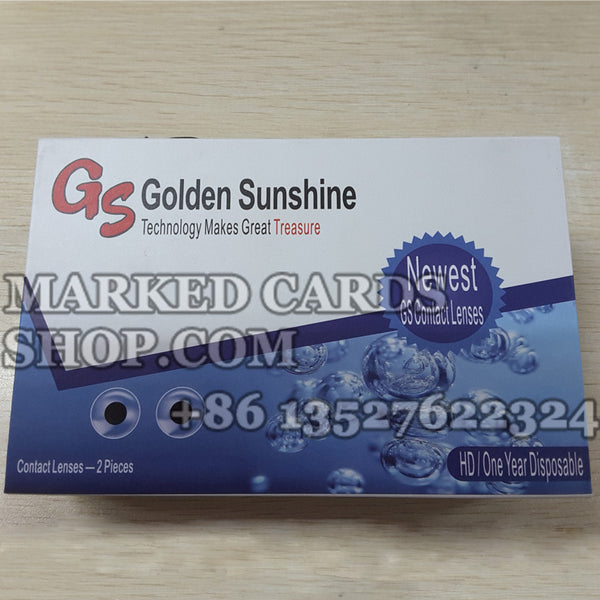 GS Golden Sunshine
Technology Makes Great Treasure
Newest
GS Contact Lenses
MARKED CARDS
SHOP.COM
+86 13527622324
Contact Lenses — 2 Pieces
HD / One Year Disposable